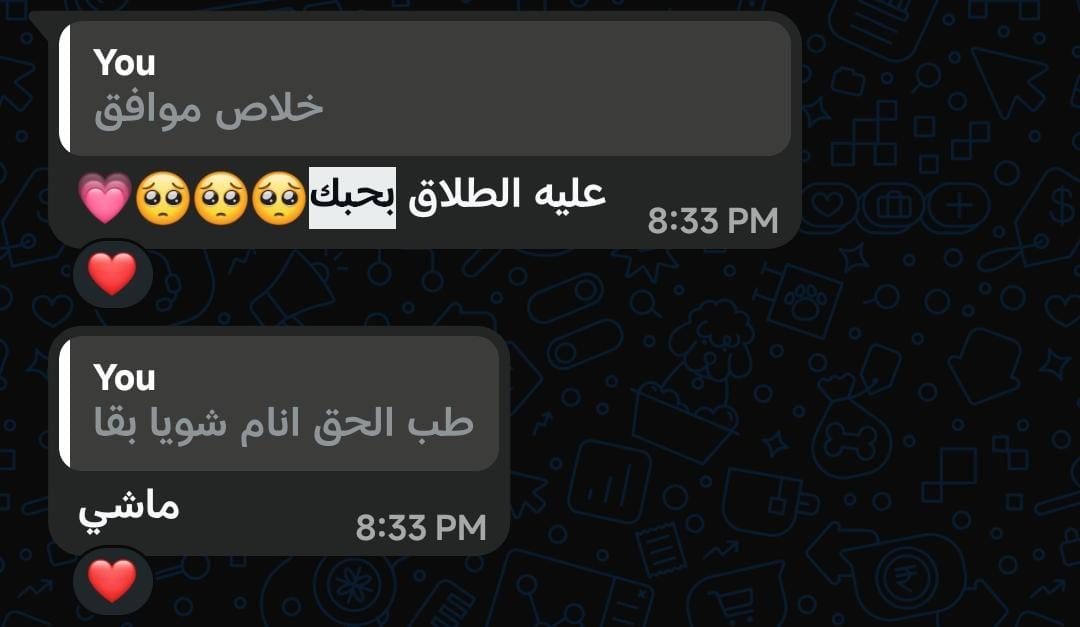 You
خلاص موافق
عليه الطلاق بحبك🥺🥺🥺💗
8:33 PM
❤️
You
طب الحق انام شويا بقا
ماشي
8:33 PM
❤️